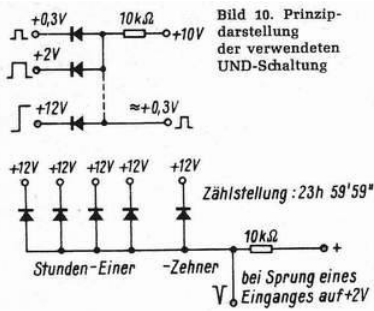 +0,3V
10kΩ
+10V
Bild 10. Prinzip-
darstellung
der verwendeten
UND-Schaltung
+2V
+12V
≈+0,3V
+12V +12V +12V +12V +12V
Zählstellung : 23h 59'59"
10kΩ
+
Stunden-Einer -Zehner
bei Sprung eines
Einganges auf +2V